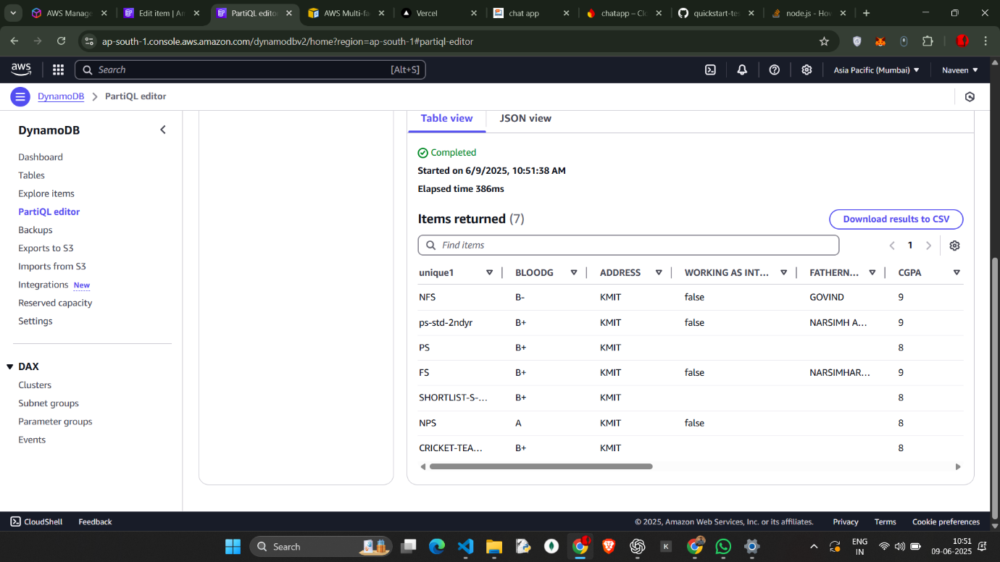 AWS Manage
Edit item | An
PartiQL editor
AWS Multi-fa
Vercel
chat app
chatapp – Clo
quickstart-te
node.js - How
ap-south-1.console.aws.amazon.com/dynamodbv2/home?region=ap-south-1#partiql-editor
aws
Search
[Alt+S]
Asia Pacific (Mumbai)
Naveen
DynamoDB
PartiQL editor
DynamoDB
Dashboard
Tables
Explore items
PartiQL editor
Backups
Exports to S3
Imports from S3
Integrations New
Reserved capacity
Settings
DAX
Clusters
Subnet groups
Parameter groups
Events
Table view
JSON view
Completed
Started on 6/9/2025, 10:51:38 AM
Elapsed time 386ms
Items returned (7)
Download results to CSV
Find items
1
unique1 BLOODG ADDRESS WORKING AS INT... FATHERN... CGPA
NFS B- KMIT false GOVIND 9
ps-std-2ndyr B+ KMIT false NARSIMH A... 9
PS B+ KMIT 8
FS B+ KMIT false NARSIMHAR... 9
SHORTLIST-S-... B+ KMIT 8
NPS A KMIT false 8
CRICKET-TEA... B+ KMIT 8
CloudShell
Feedback
© 2025, Amazon Web Services, Inc. or its affiliates.
Privacy
Terms
Cookie preferences
Search
K
ENG
IN
10:51
09-06-2025